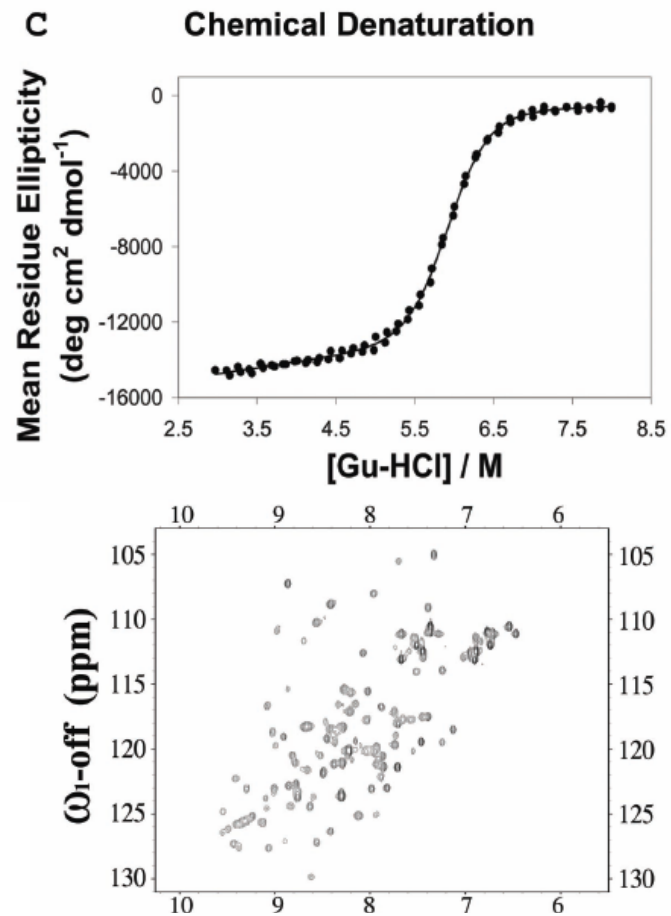 C Chemical Denaturation
Mean Residue Ellipticity
(deg cm² dmol⁻¹)
0
-4000
-8000
-12000
-16000
2.5 3.5 4.5 5.5 6.5 7.5 8.5
[Gu-HCl] / M
10 9 8 7 6
ω₁-off (ppm)
105 105
110 110
115 115
120 120
125 125
130 130
10 9 8 7 6